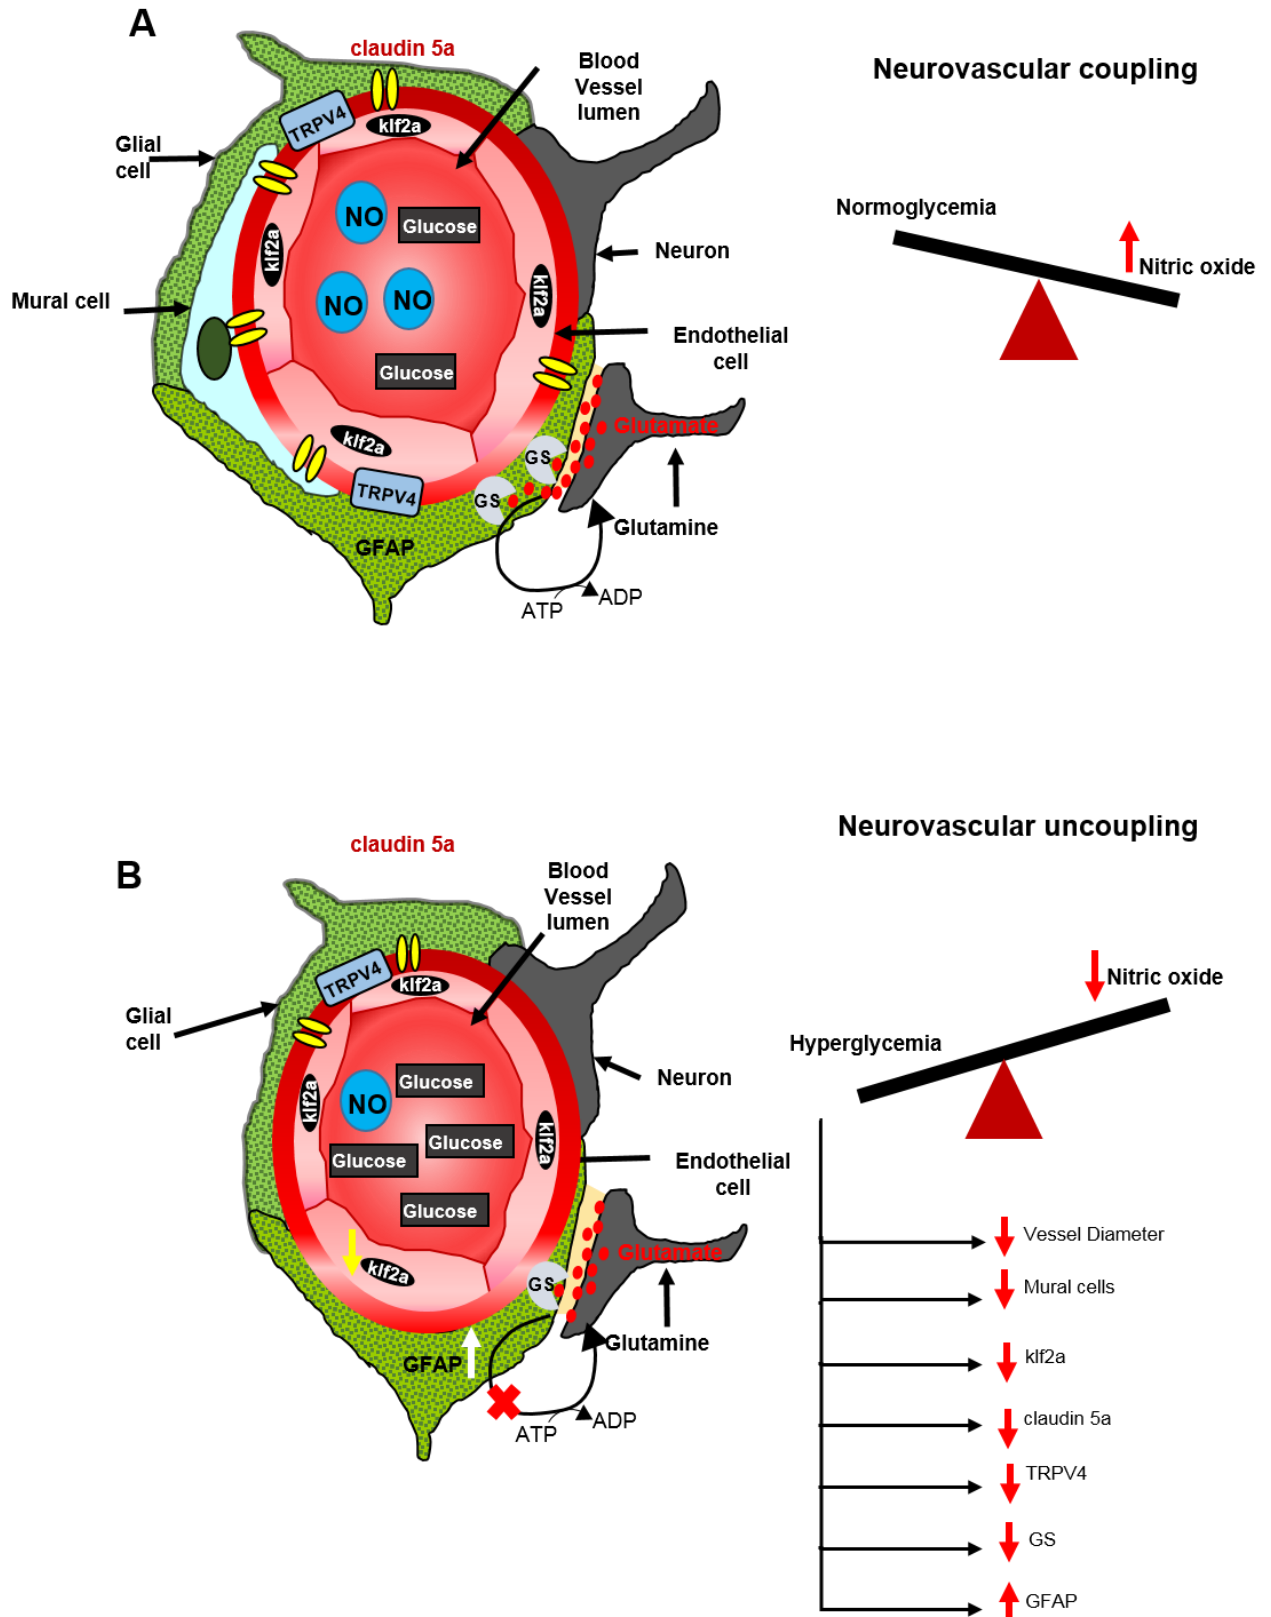 A
claudin 5a
Blood
Vessel
lumen
Neurovascular coupling
TRPV4
klf2a
Glial
cell
NO
Glucose
Normoglycemia
klf2a
Neuron
Nitric oxide
NO
NO
klf2a
Mural cell
Endothelial
cell
Glucose
Glutamate
klf2a
GS
TRPV4
GS
Glutamine
GFAP
ATP
ADP
Neurovascular uncoupling
claudin 5a
B
Blood
Vessel
lumen
TRPV4
klf2a
Nitric oxide
Glial
cell
Hyperglycemia
Glucose
Neuron
klf2a
NO
klf2a
Glucose
Glucose
Endothelial
cell
Glucose
Vessel Diameter
Glutamate
klf2a
GS
Mural cells
Glutamine
GFAP
klf2a
ATP
ADP
claudin 5a
TRPV4
GS
GFAP